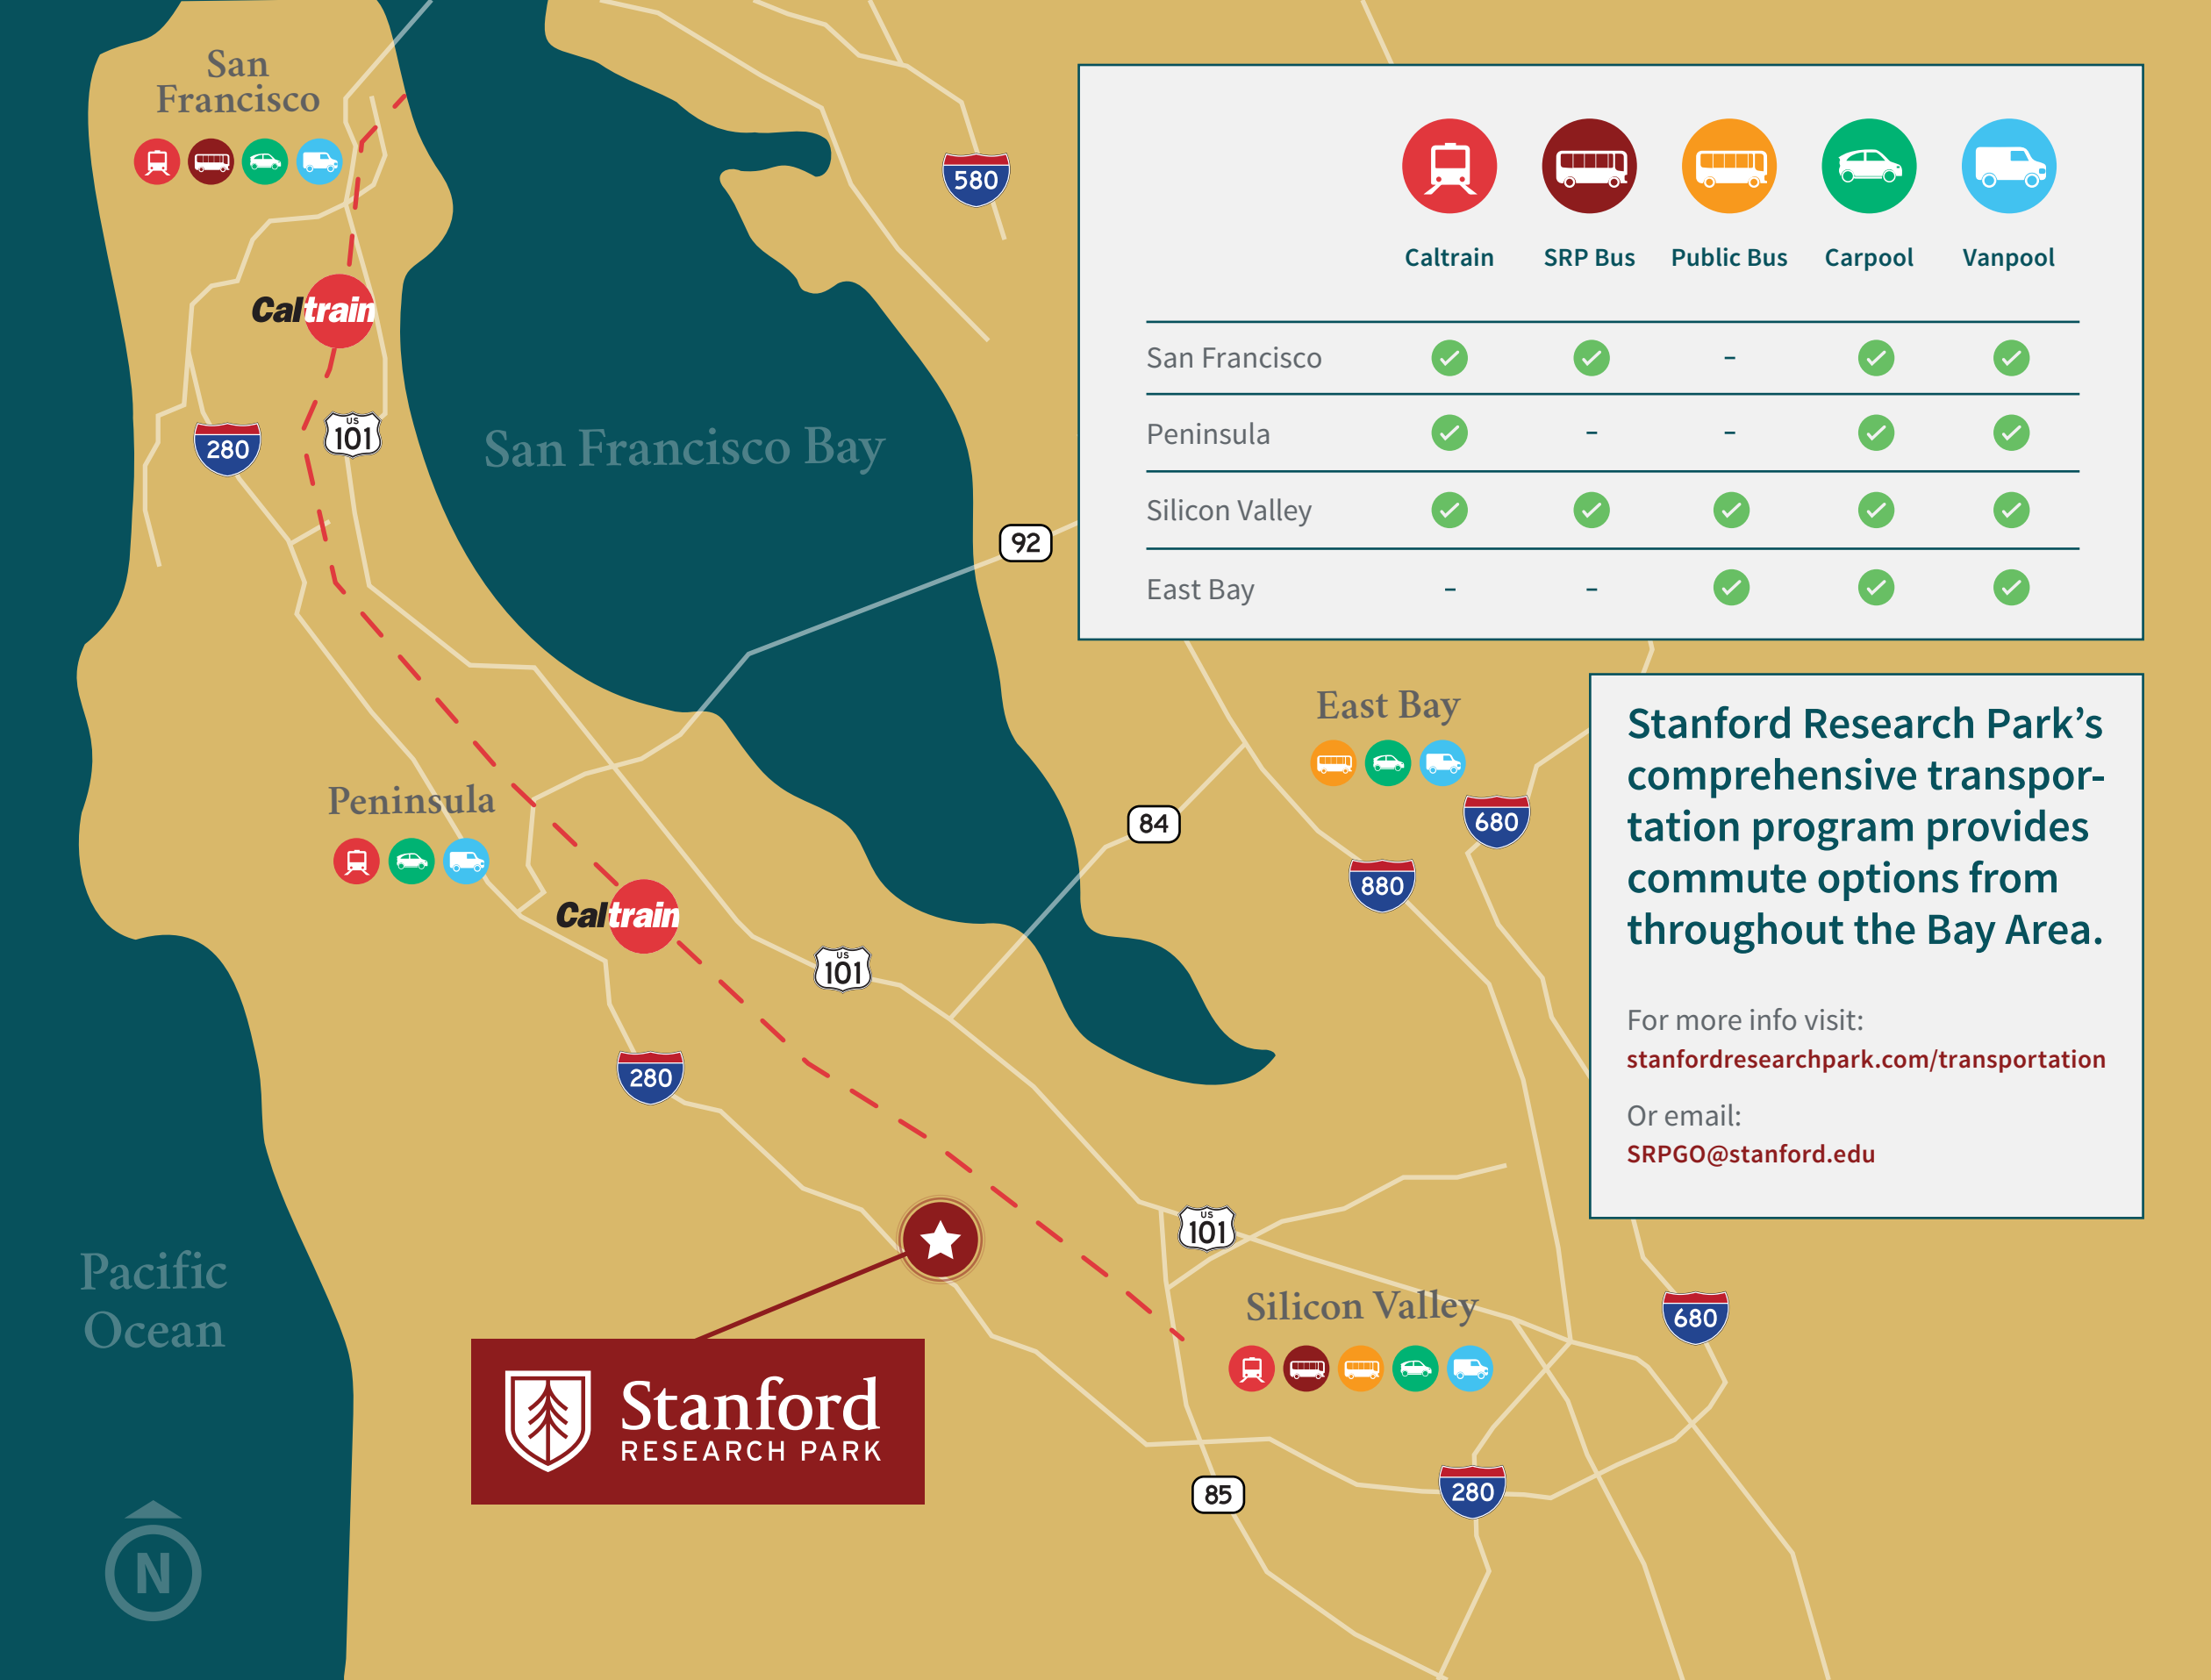 San
Francisco
Caltrain
280
US
101
San Francisco Bay
580
92
Caltrain SRP Bus Public Bus Carpool Vanpool
San Francisco –
Peninsula – –
Silicon Valley
East Bay – –
East Bay
680
84
880
Peninsula
Caltrain
US
101
280
Stanford Research Park’s
comprehensive transpor-
tation program provides
commute options from
throughout the Bay Area.
For more info visit:
stanfordresearchpark.com/transportation
Or email:
SRPGO@stanford.edu
US
101
Silicon Valley
680
280
85
Pacific
Ocean
Stanford
RESEARCH PARK
N